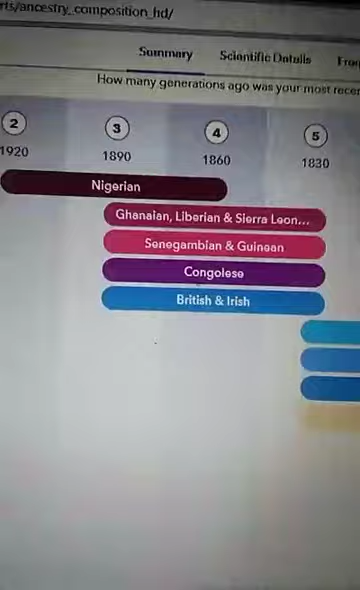 rts/ancestry_composition_hd/
Summary Scientific Details
How many generations ago was your most recen
2 3 4 5
1920 1890 1860 1830
Nigerian
Ghanaian, Liberian & Sierra Leon...
Senegambian & Guinean
Congolese
British & Irish